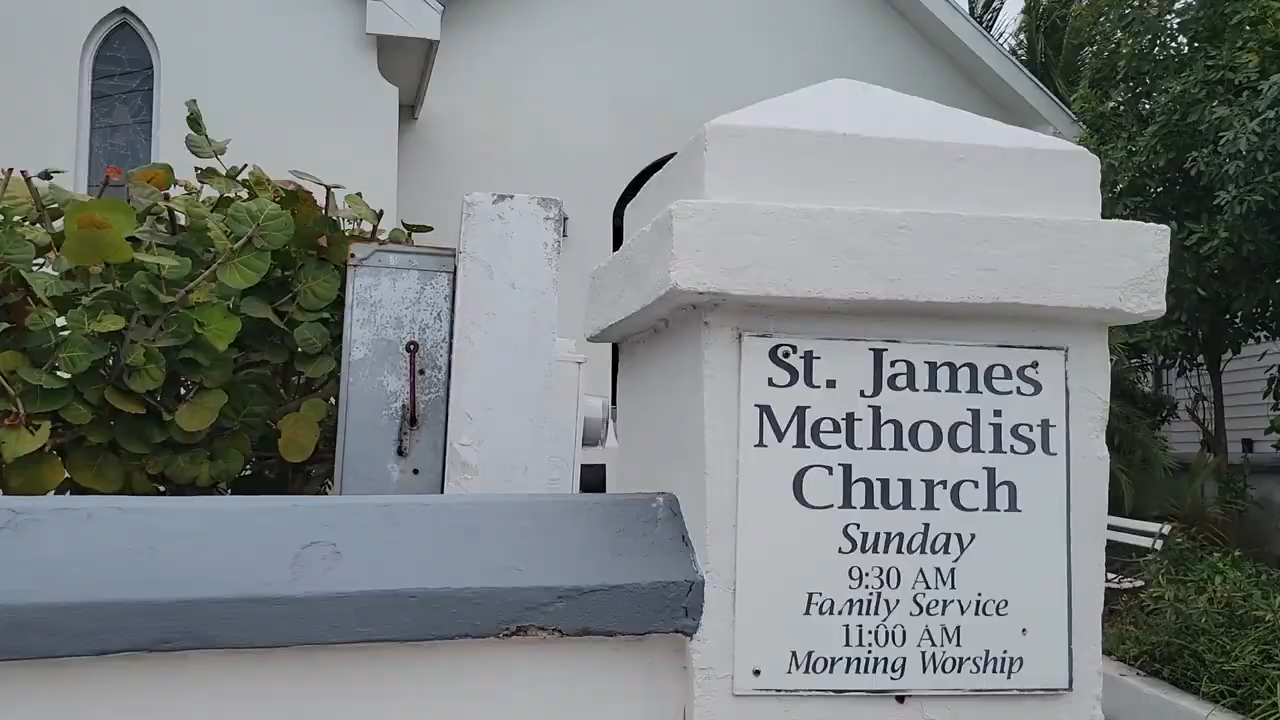 St. James
Methodist
Church
Sunday
9:30 AM
Family Service
11:00 AM
Morning Worship